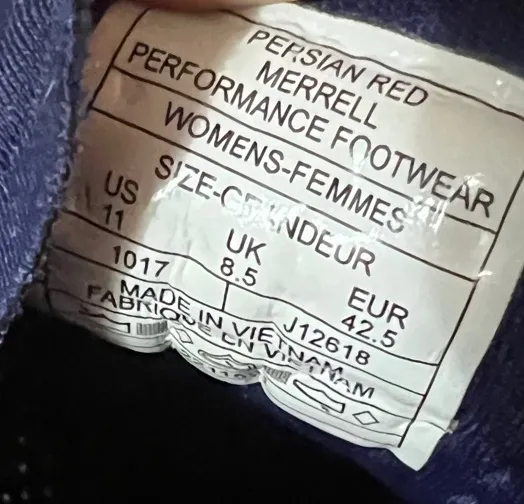 PERSIAN RED
MERRELL
PERFORMANCE FOOTWEAR
WOMENS-FEMMES
SIZE-GRANDEUR
US UK EUR
11 8.5 42.5
1017 J12618
MADE IN VIETNAM
FABRIQUE EN VIETNAM